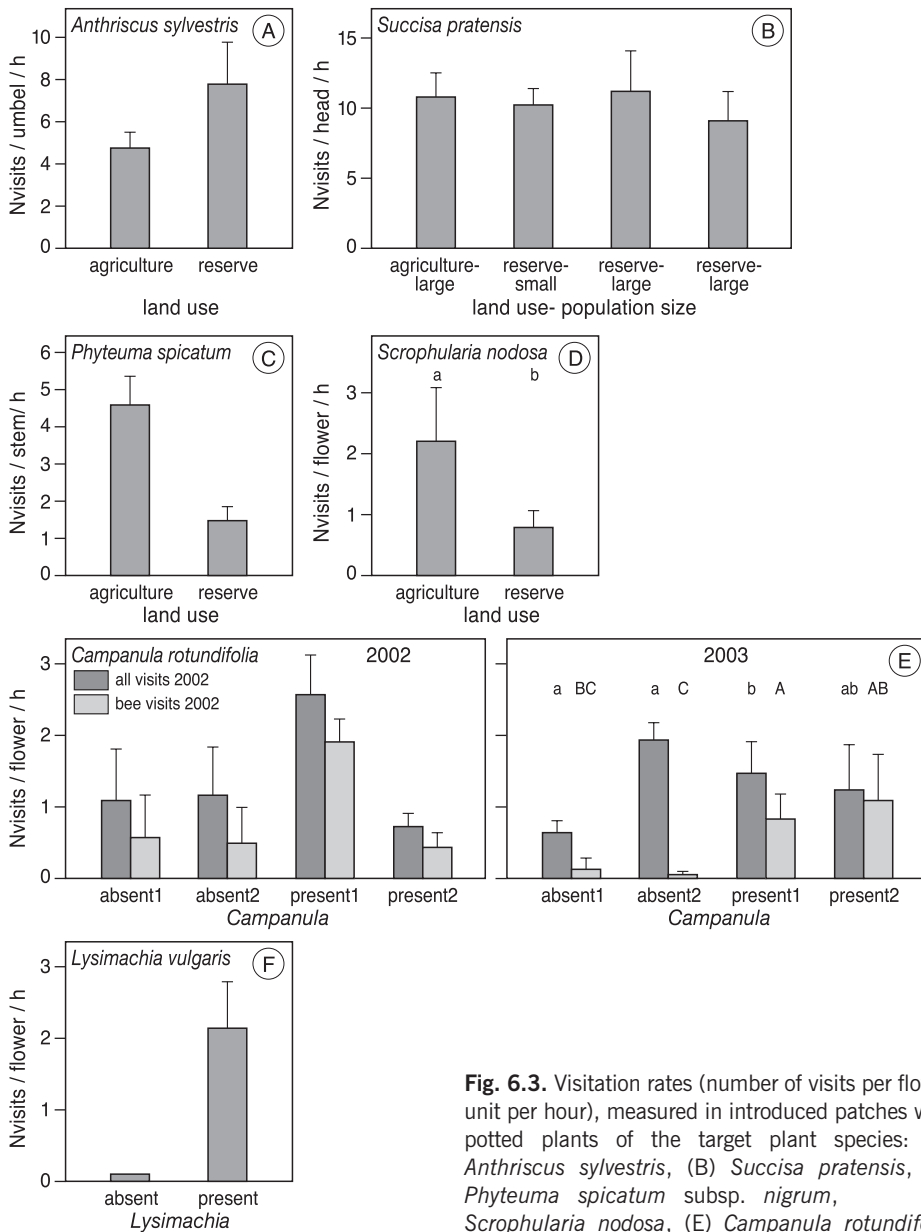 Anthriscus sylvestris A
Nvisits / umbel / h
10
8
6
4
2
0
agriculture reserve
land use
Succisa pratensis B
Nvisits / head / h
15
10
5
0
agriculture- reserve- reserve- reserve-
large small large large
land use- population size
Phyteuma spicatum C
Nvisits / stem/ h
6
5
4
3
2
1
0
agriculture reserve
land use
Scrophularia nodosa D
a b
Nvisits / flower / h
3
2
1
0
agriculture reserve
land use
Campanula rotundifolia 2002
all visits 2002
bee visits 2002
Nvisits / flower / h
3
2
1
0
absent1 absent2 present1 present2
Campanula
2003 E
a BC a C b A ab AB
absent1 absent2 present1 present2
Campanula
Lysimachia vulgaris F
Nvisits / flower / h
3
2
1
0
absent present
Lysimachia
Fig. 6.3. Visitation rates (number of visits per flo
unit per hour), measured in introduced patches w
potted plants of the target plant species:
Anthriscus sylvestris, (B) Succisa pratensis,
Phyteuma spicatum subsp. nigrum,
Scrophularia nodosa, (E) Campanula rotundifo